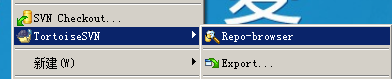 SVN Checkout...
TortoiseSVN
Repo-browser
新建(W)
Export...